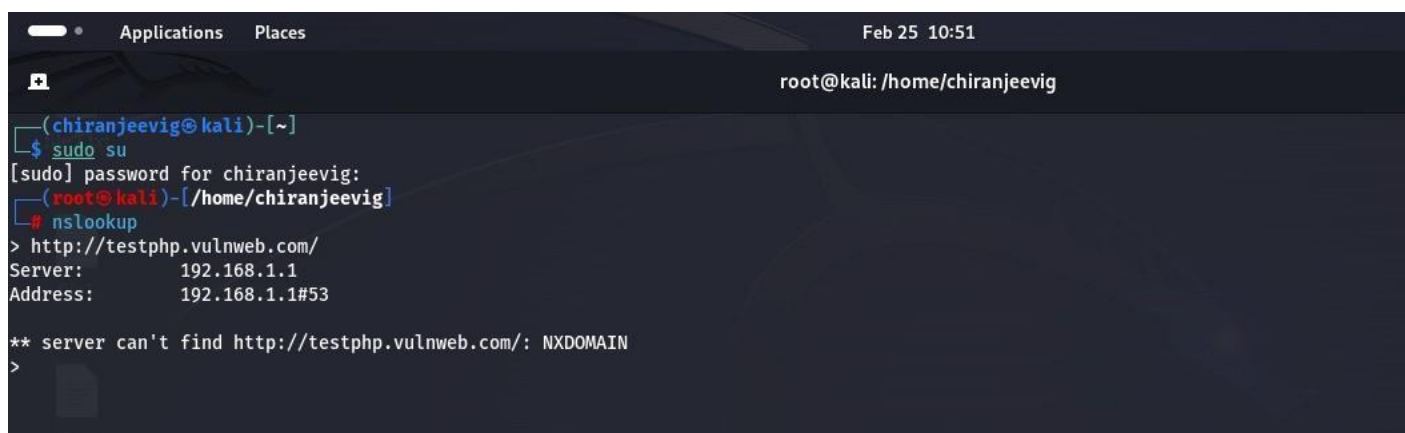 Applications Places Feb 25 10:51
root@kali: /home/chiranjeevig
┌──(chiranjeevig㉿kali)-[~]
└─$ sudo su
[sudo] password for chiranjeevig:
┌──(root㉿kali)-[/home/chiranjeevig]
└─# nslookup
> http://testphp.vulnweb.com/
Server:         192.168.1.1
Address:        192.168.1.1#53
** server can't find http://testphp.vulnweb.com/: NXDOMAIN
>